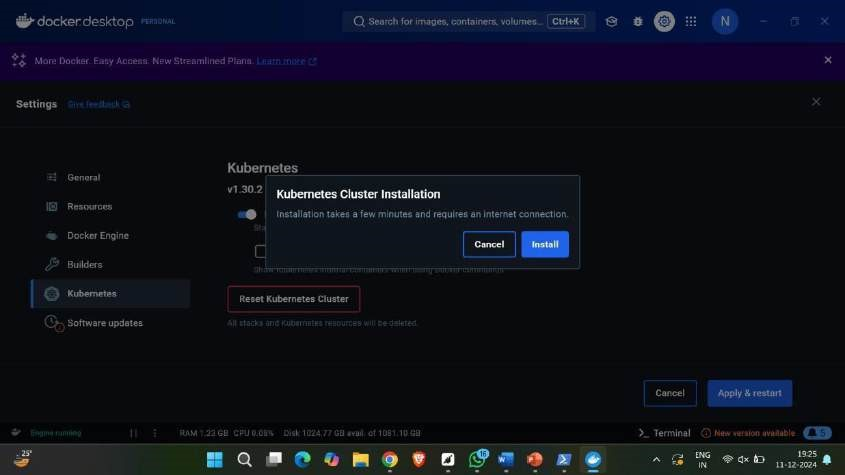 docker desktop PERSONAL
Search for images, containers, volumes... Ctrl+K
N
More Docker. Easy Access. New Streamlined Plans. Learn more
Settings Give feedback
General
Resources
Docker Engine
Builders
Kubernetes
Software updates
Kubernetes
v1.30.2
Kubernetes Cluster Installation
Installation takes a few minutes and requires an internet connection.
Cancel Install
Show Kubernetes internal containers when using Docker commands.
Reset Kubernetes Cluster
All stacks and Kubernetes resources will be deleted.
Cancel Apply & restart
Engine running RAM 1.23 GB CPU 0.08% Disk 1024.77 GB avail. of 1081.10 GB Terminal New version available 5
25°
16
ENG
IN
19:25
11-12-2024